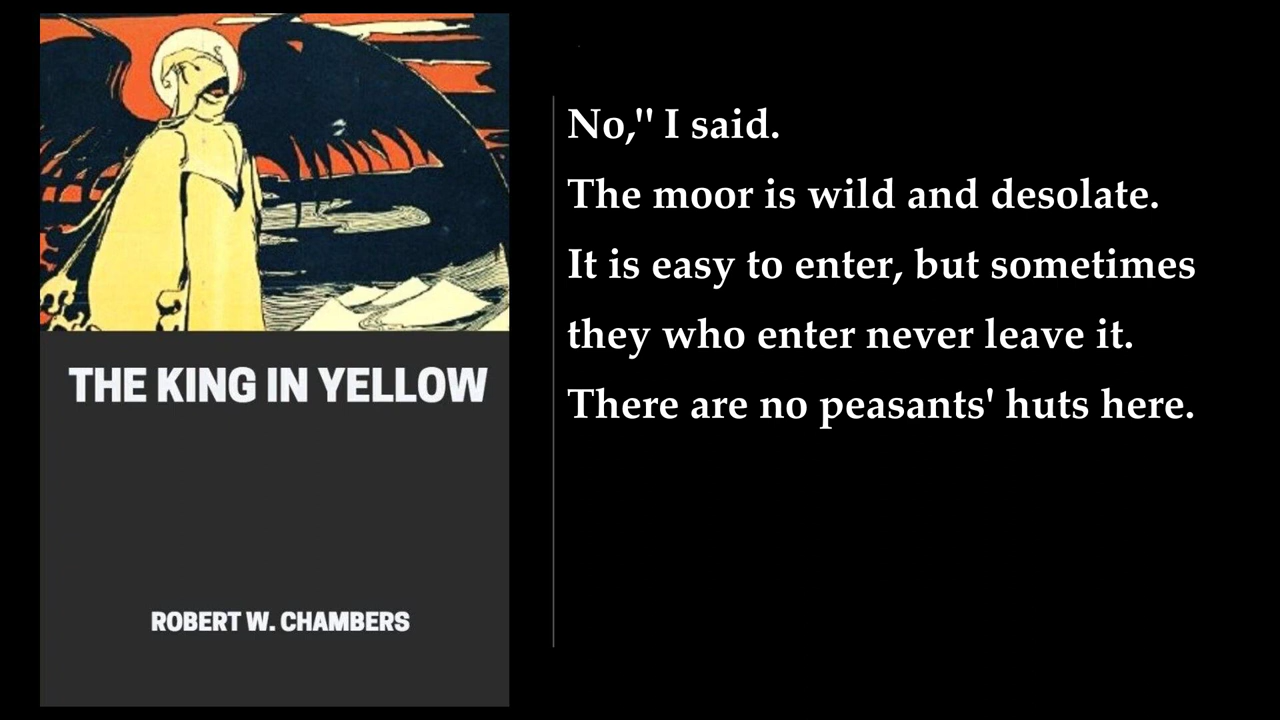 THE KING IN YELLOW
ROBERT W. CHAMBERS
No," I said.
The moor is wild and desolate.
It is easy to enter, but sometimes
they who enter never leave it.
There are no peasants' huts here.